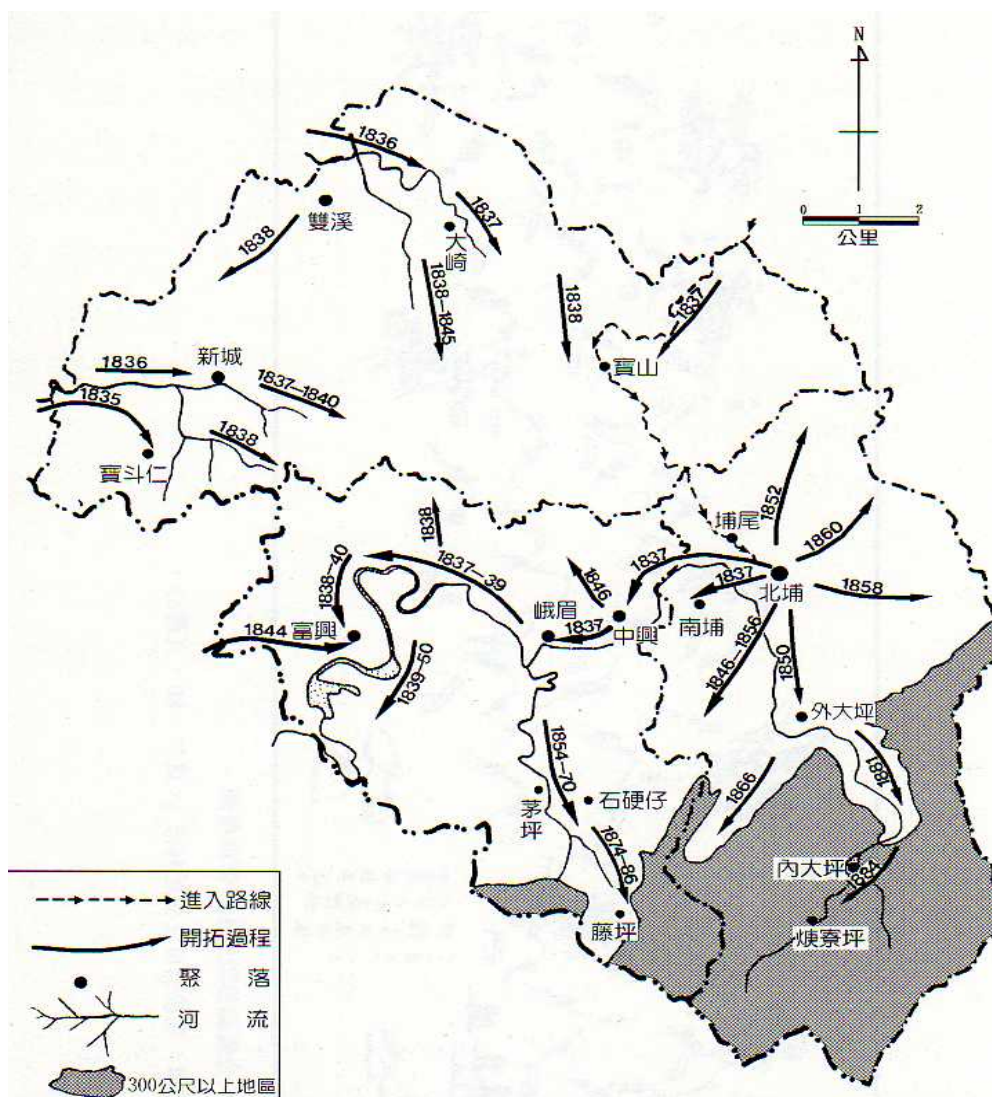 N
0 1 2
公里
1836
雙溪
1837
大崎
1838
1838-1845
1838
1837
寶山
1836
新城
1837-1840
1835
1838
寶斗仁
1852
埔尾
1860
1838
1837
1837-39
1846
1837
北埔
1858
1838-40
峨眉
南埔
1837
中興
富興
1844
1846-1856
1850
1839-50
外大坪
1854-70
1881
1866
茅坪
石硬仔
1874-86
內大坪
1884
藤坪
焿寮坪
進入路線
開拓過程
聚落
河流
300公尺以上地區